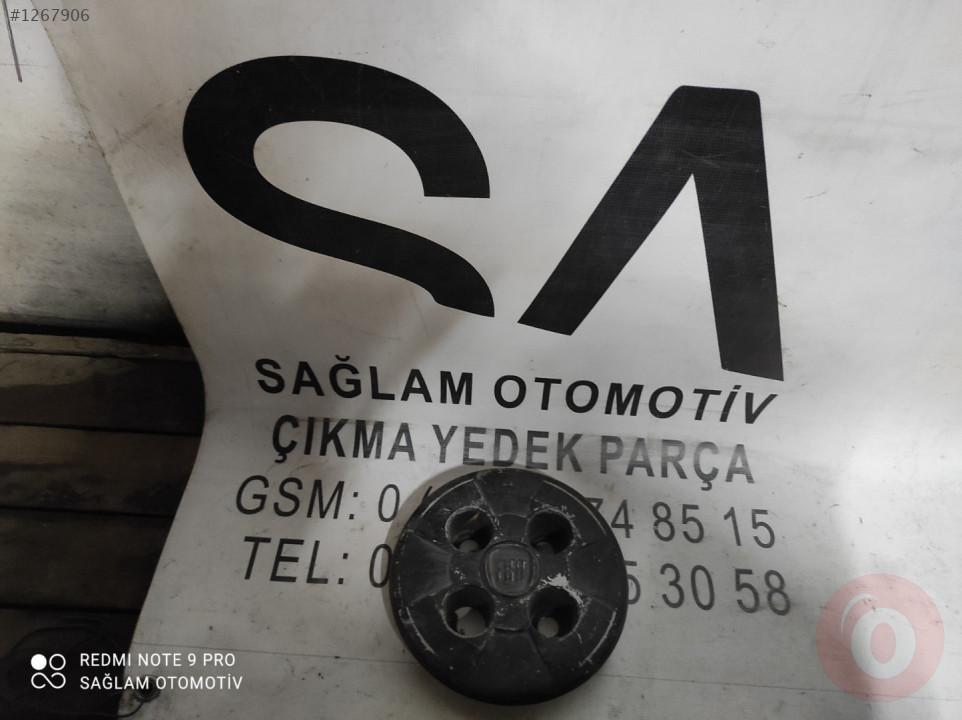 #1267906
SA
SAĞLAM OTOMOTİV
ÇIKMA YEDEK PARÇA
GSM: 0 74 85 15
TEL: 0 5 30 58
REDMI NOTE 9 PRO
SAĞLAM OTOMOTİV